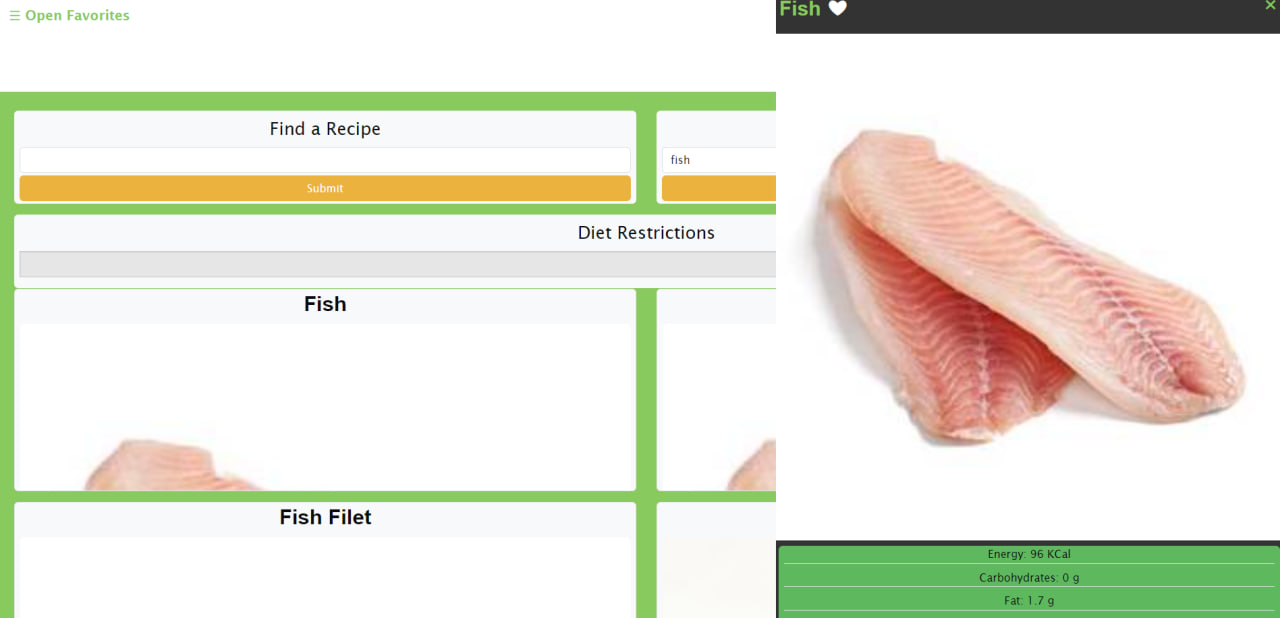 ☰ Open Favorites
Find a Recipe
Submit
fish
Diet Restrictions
Fish
Fish Filet
Fish
×
Energy: 96 KCal
Carbohydrates: 0 g
Fat: 1.7 g